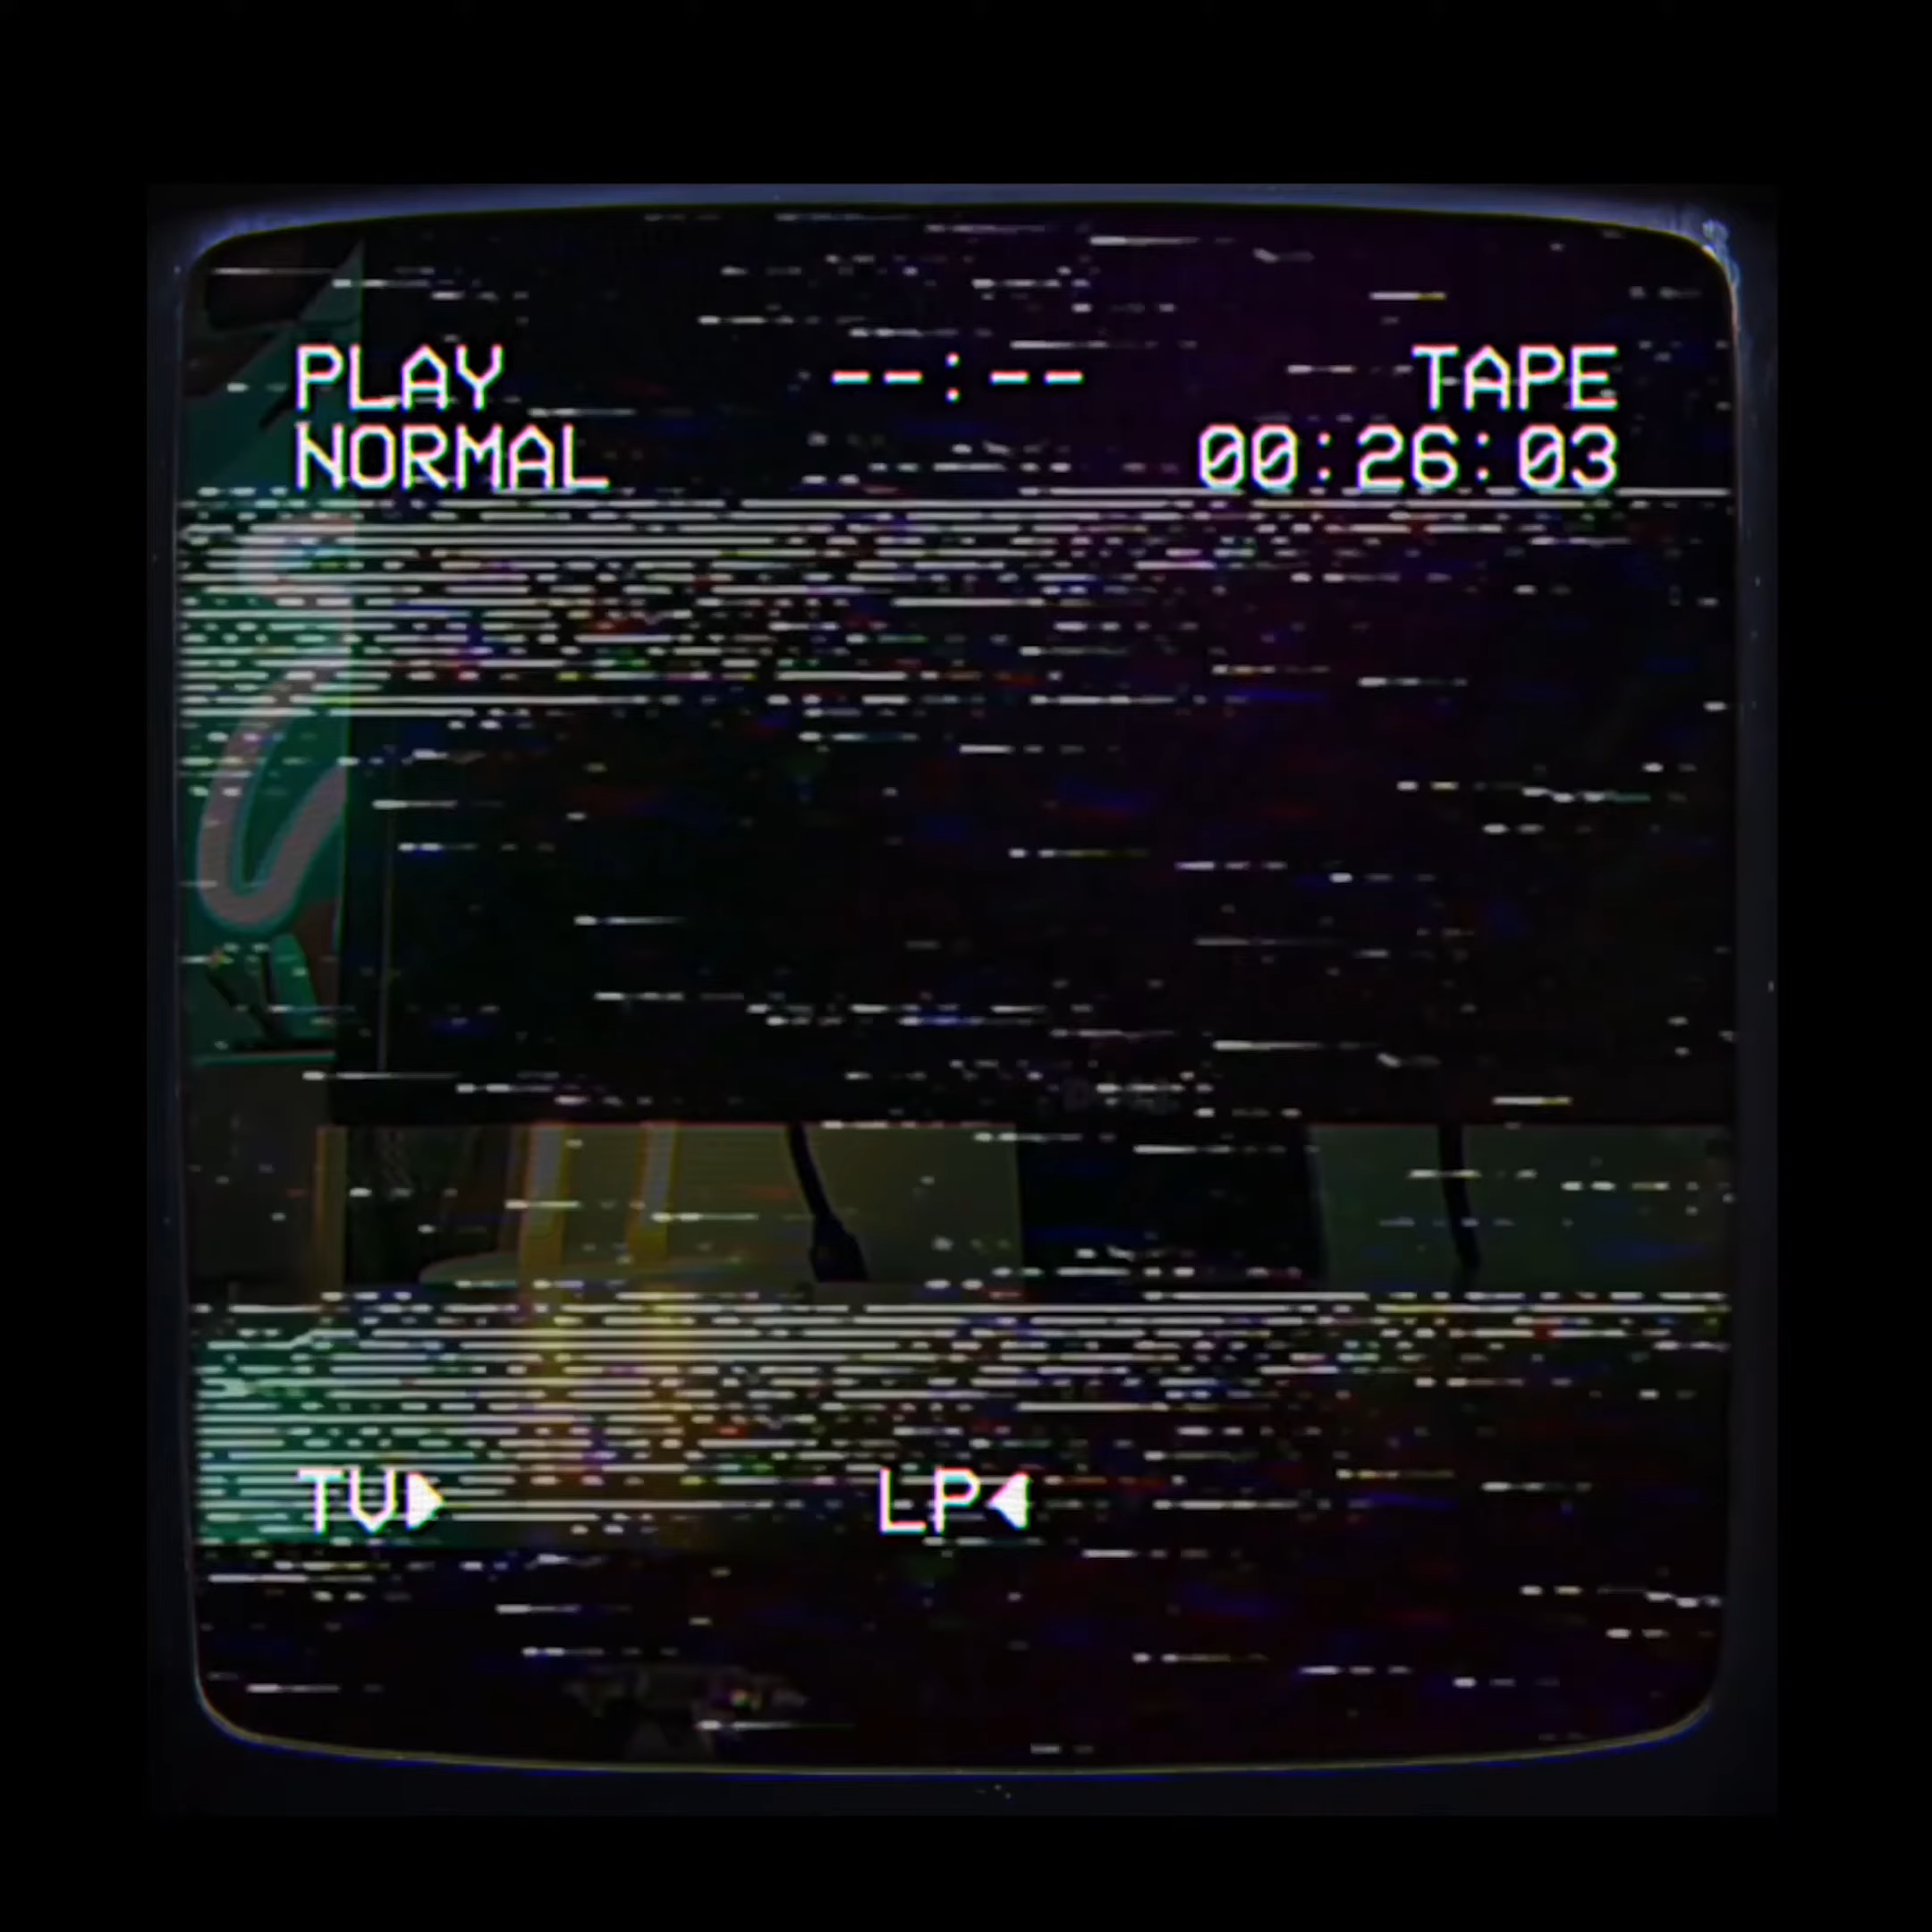 PLAY --:-- TAPE
NORMAL 00:26:03
TV▶ LP◀